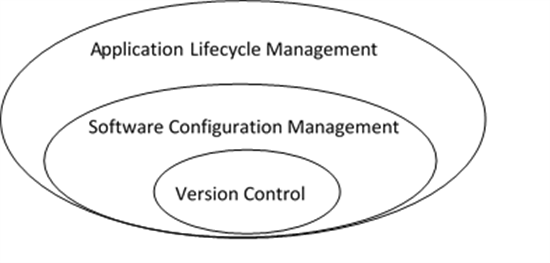 Application Lifecycle Management
Software Configuration Management
Version Control